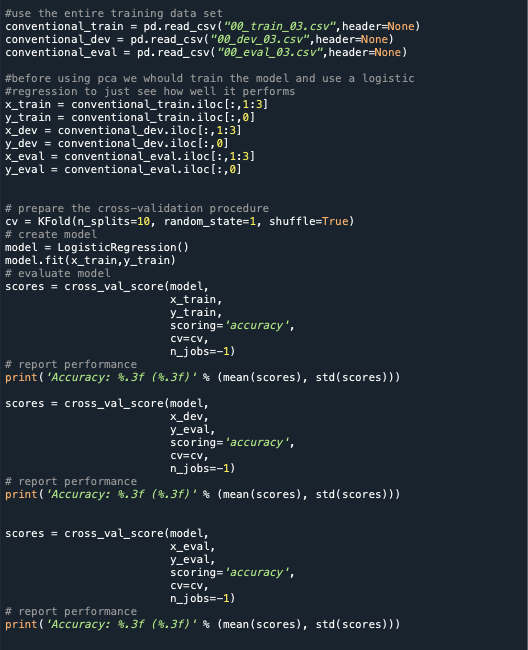 #use the entire training data set
conventional_train = pd.read_csv("00_train_03.csv",header=None)
conventional_dev = pd.read_csv("00_dev_03.csv",header=None)
conventional_eval = pd.read_csv("00_eval_03.csv",header=None)
#before using pca we whould train the model and use a logistic
#regression to just see how well it performs
x_train = conventional_train.iloc[:,1:3]
y_train = conventional_train.iloc[:,0]
x_dev = conventional_dev.iloc[:,1:3]
y_dev = conventional_dev.iloc[:,0]
x_eval = conventional_eval.iloc[:,1:3]
y_eval = conventional_eval.iloc[:,0]
# prepare the cross-validation procedure
cv = KFold(n_splits=10, random_state=1, shuffle=True)
# create model
model = LogisticRegression()
model.fit(x_train,y_train)
# evaluate model
scores = cross_val_score(model,
x_train,
y_train,
scoring='accuracy',
cv=cv,
n_jobs=-1)
# report performance
print('Accuracy: %.3f (%.3f)' % (mean(scores), std(scores)))
scores = cross_val_score(model,
x_dev,
y_eval,
scoring='accuracy',
cv=cv,
n_jobs=-1)
# report performance
print('Accuracy: %.3f (%.3f)' % (mean(scores), std(scores)))
scores = cross_val_score(model,
x_eval,
y_eval,
scoring='accuracy',
cv=cv,
n_jobs=-1)
# report performance
print('Accuracy: %.3f (%.3f)' % (mean(scores), std(scores)))